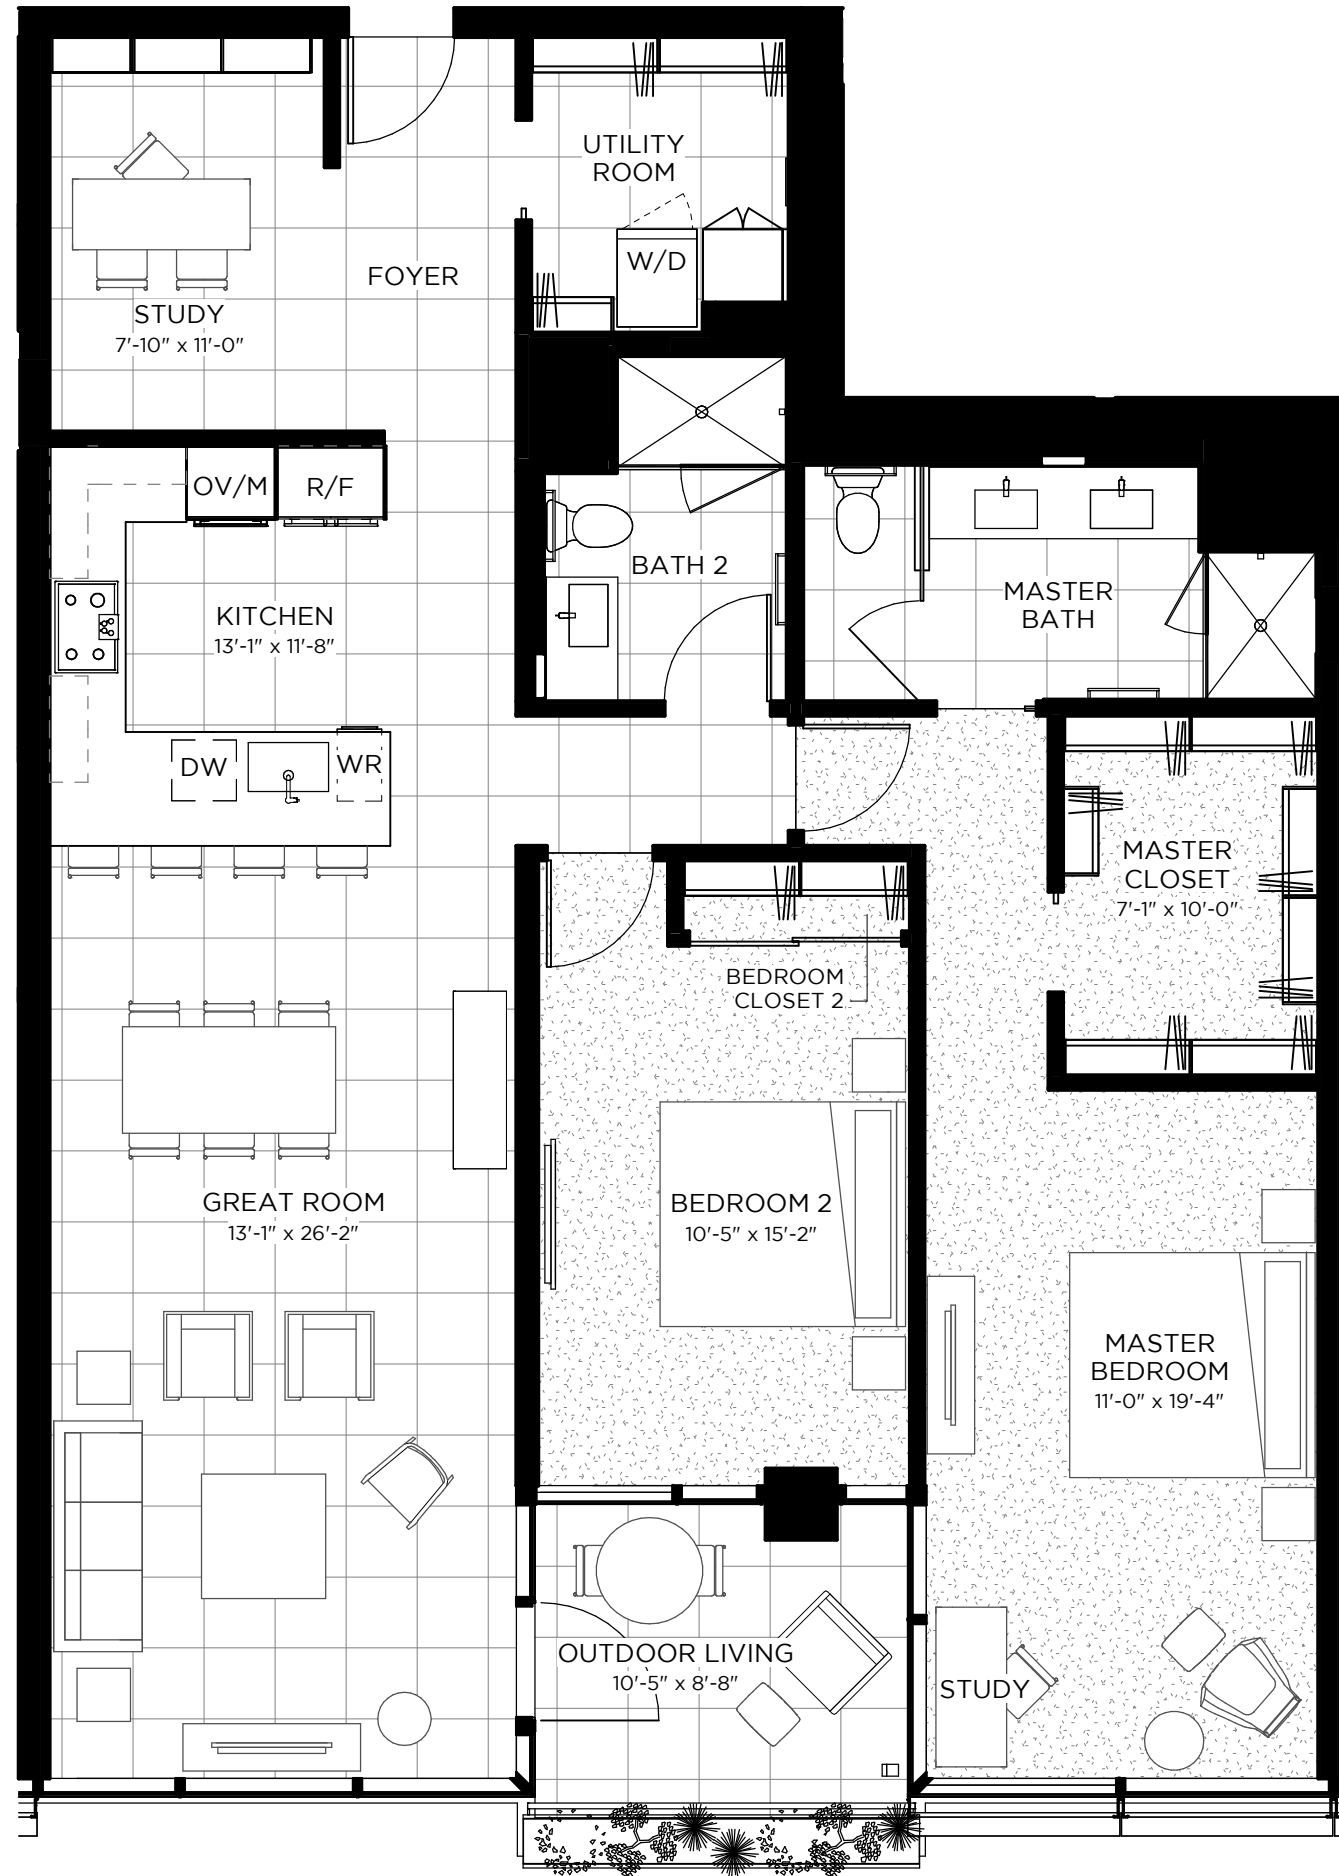 UTILITY
ROOM
W/D
FOYER
STUDY
7'-10" x 11'-0"
OV/M
R/F
BATH 2
KITCHEN
13'-1" x 11'-8"
MASTER
BATH
DW
WR
MASTER
CLOSET
7'-1" x 10'-0"
BEDROOM
CLOSET 2
GREAT ROOM
13'-1" x 26'-2"
BEDROOM 2
10'-5" x 15'-2"
MASTER
BEDROOM
11'-0" x 19'-4"
OUTDOOR LIVING
10'-5" x 8'-8"
STUDY